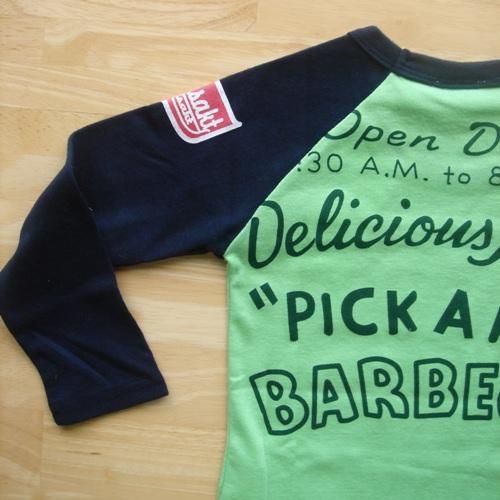 Open D
:30 A.M. to 8
Delicious
"PICK A
BARBE